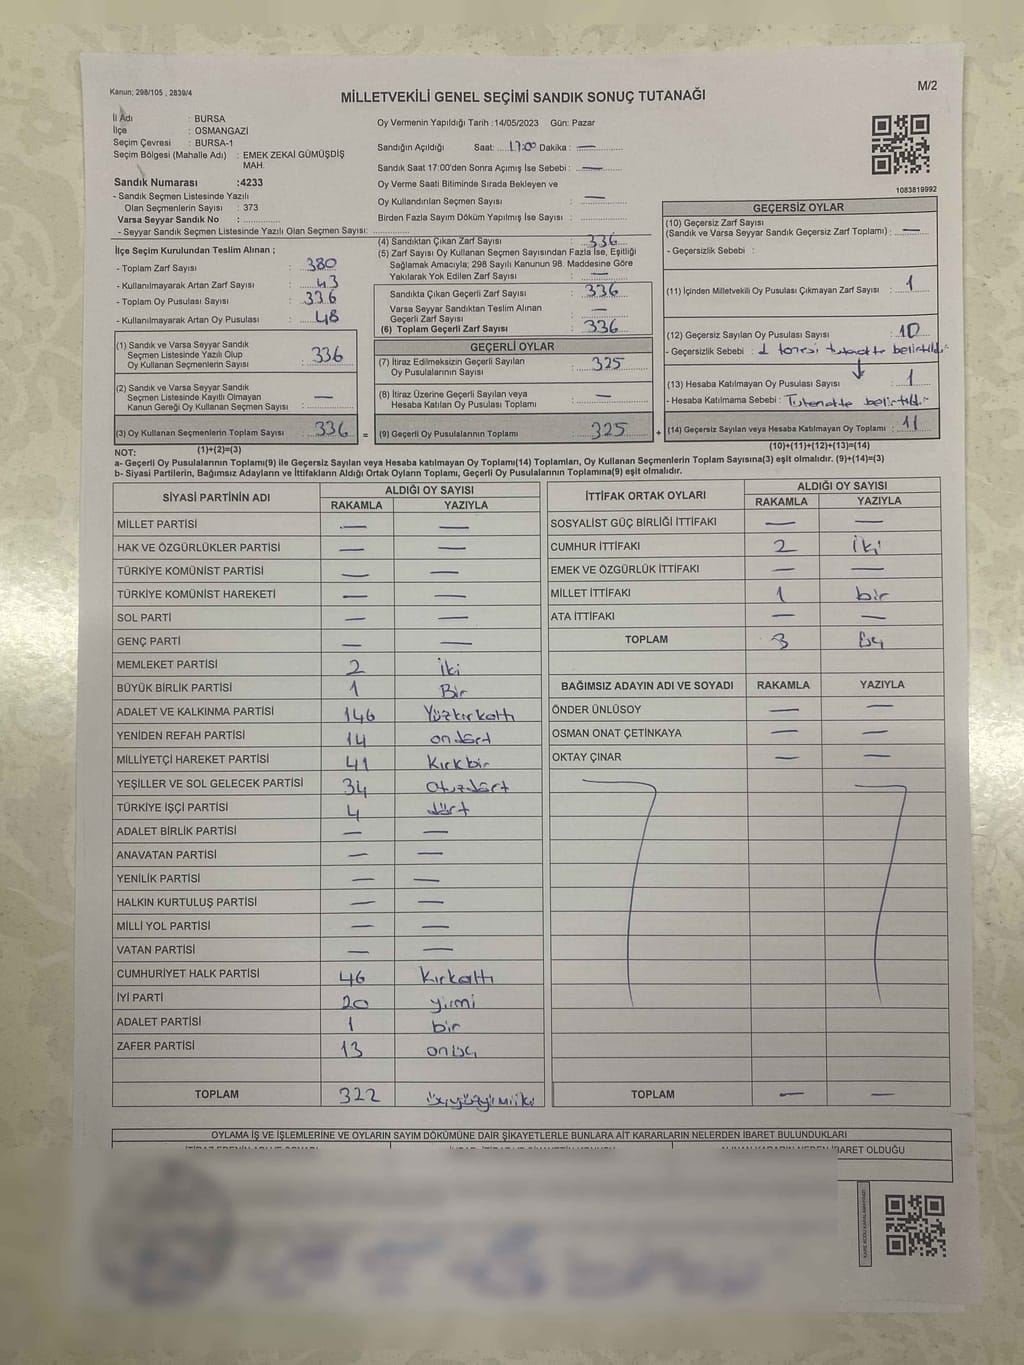 Kanun, 298/105 , 2839/4
M/2
MİLLETVEKİLİ GENEL SEÇİMİ SANDIK SONUÇ TUTANAĞI
İl Adı : BURSA
İlçe : OSMANGAZİ
Seçim Çevresi : BURSA-1
Seçim Bölgesi (Mahalle Adı) : EMEK ZEKAİ GÜMÜŞDİŞ
MAH.
Sandık Numarası :4233
- Sandık Seçmen Listesinde Yazılı
Olan Seçmenlerin Sayısı : 373
Varsa Seyyar Sandık No : ..............
- Seyyar Sandık Seçmen Listesinde Yazılı Olan Seçmen Sayısı: ..............
Oy Vermenin Yapıldığı Tarih :14/05/2023 Gün: Pazar
Sandığın Açıldığı Saat: 17:00 Dakika : —
Sandık Saat 17:00'den Sonra Açımış İse Sebebi : —
Oy Verme Saati Bitiminde Sırada Bekleyen ve
Oy Kullandırılan Seçmen Sayısı : —
Birden Fazla Sayım Döküm Yapılmış İse Sayısı : ..............
1083819992
İlçe Seçim Kurulundan Teslim Alınan ;
- Toplam Zarf Sayısı : 380
- Kullanılmayarak Artan Zarf Sayısı : 43
- Toplam Oy Pusulası Sayısı : 336
- Kullanılmayarak Artan Oy Pusulası : 48
(1) Sandık ve Varsa Seyyar Sandık
Seçmen Listesinde Yazılı Olup
Oy Kullanan Seçmen Sayısı : 336
(2) Sandık ve Varsa Seyyar Sandık
Seçmen Listesinde Kayıtlı Olmayan
Kanun Gereği Oy Kullanan Seçmen Sayısı : —
(3) Oy Kullanan Seçmenlerin Toplam Sayısı : 336 =
(1)+(2)=(3)
(4) Sandıktan Çıkan Zarf Sayısı : 336
(5) Zarf Sayısı Oy Kullanan Seçmen Sayısından Fazla İse, Eşitliği
Sağlamak Amacıyla; 298 Sayılı Kanunun 98. Maddesine Göre
Yakılarak Yok Edilen Zarf Sayısı : —
Sandıkta Çıkan Geçerli Zarf Sayısı : 336
Varsa Seyyar Sandıktan Teslim Alınan
Geçerli Zarf Sayısı : —
(6) Toplam Geçerli Zarf Sayısı : 336
GEÇERLİ OYLAR
(7) İtiraz Edilmeksizin Geçerli Sayılan
Oy Pusulalarının Sayısı : 325
(8) İtiraz Üzerine Geçerli Sayılan veya
Hesaba Katılan Oy Pusulası Toplamı : —
(9) Geçerli Oy Pusulalarının Toplamı : 325 +
GEÇERSİZ OYLAR
(10) Geçersiz Zarf Sayısı
(Sandık ve Varsa Seyyar Sandık Geçersiz Zarf Toplamı) : —
- Geçersizlik Sebebi :
(11) İçinden Milletvekili Oy Pusulası Çıkmayan Zarf Sayısı : 1
(12) Geçersiz Sayılan Oy Pusulası Sayısı : 10
- Geçersizlik Sebebi : 1 tanesi tutanakta belirtildi
(13) Hesaba Katılmayan Oy Pusulası Sayısı : 1
- Hesaba Katılmama Sebebi : Tutanakta belirtildi
(14) Geçersiz Sayılan veya Hesaba Katılmayan Oy Toplamı : 11
(10)+(11)+(12)+(13)=(14)
NOT:
a- Geçerli Oy Pusulalarının Toplamı(9) ile Geçersiz Sayılan veya Hesaba katılmayan Oy Toplamı(14) Toplamları, Oy Kullanan Seçmenlerin Toplam Sayısına(3) eşit olmalıdır. (9)+(14)=(3)
b- Siyasi Partilerin, Bağımsız Adayların ve İttifakların Aldığı Ortak Oyların Toplamı, Geçerli Oy Pusulalarının Toplamına(9) eşit olmalıdır.
SİYASİ PARTİNİN ADI ALDIĞI OY SAYISI
RAKAMLA YAZIYLA
MİLLET PARTİSİ — —
HAK VE ÖZGÜRLÜKLER PARTİSİ — —
TÜRKİYE KOMÜNİST PARTİSİ — —
TÜRKİYE KOMÜNİST HAREKETİ — —
SOL PARTİ — —
GENÇ PARTİ — —
MEMLEKET PARTİSİ 2 iki
BÜYÜK BİRLİK PARTİSİ 1 Bir
ADALET VE KALKINMA PARTİSİ 146 Yüzkırkaltı
YENİDEN REFAH PARTİSİ 14 ondört
MİLLİYETÇİ HAREKET PARTİSİ 41 Kırkbir
YEŞİLLER VE SOL GELECEK PARTİSİ 34 otuzdört
TÜRKİYE İŞÇİ PARTİSİ 4 dört
ADALET BİRLİK PARTİSİ — —
ANAVATAN PARTİSİ — —
YENİLİK PARTİSİ — —
HALKIN KURTULUŞ PARTİSİ — —
MİLLİ YOL PARTİSİ — —
VATAN PARTİSİ — —
CUMHURİYET HALK PARTİSİ 46 Kırkaltı
İYİ PARTİ 20 yirmi
ADALET PARTİSİ 1 bir
ZAFER PARTİSİ 13 onüç
TOPLAM 322 üçyüzyirmiiki
İTTİFAK ORTAK OYLARI ALDIĞI OY SAYISI
RAKAMLA YAZIYLA
SOSYALİST GÜÇ BİRLİĞİ İTTİFAKI — —
CUMHUR İTTİFAKI 2 iki
EMEK VE ÖZGÜRLÜK İTTİFAKI — —
MİLLET İTTİFAKI 1 bir
ATA İTTİFAKI — —
TOPLAM 3 üç
BAĞIMSIZ ADAYIN ADI VE SOYADI RAKAMLA YAZIYLA
ÖNDER ÜNLÜSOY — —
OSMAN ONAT ÇETİNKAYA — —
OKTAY ÇINAR — —
TOPLAM — —
OYLAMA İŞ VE İŞLEMLERİNE VE OYLARIN SAYIM DÖKÜMÜNE DAİR ŞİKAYETLERLE BUNLARA AİT KARARLARIN NELERDEN İBARET BULUNDUKLARI
İBARET OLDUĞU